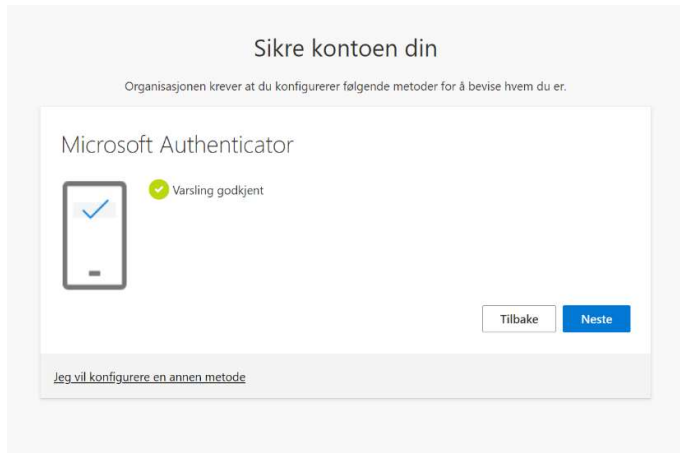 Sikre kontoen din
Organisasjonen krever at du konfigurerer følgende metoder for å bevise hvem du er.
Microsoft Authenticator
Varsling godkjent
Tilbake
Neste
Jeg vil konfigurere en annen metode